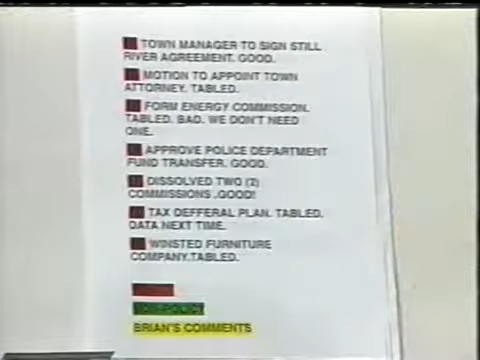 TOWN MANAGER TO SIGN STILL
RIVER AGREEMENT. GOOD.
MOTION TO APPOINT TOWN
ATTORNEY. TABLED.
FORM ENERGY COMMISSION.
TABLED. BAD. WE DON'T NEED
ONE.
APPROVE POLICE DEPARTMENT
FUND TRANSFER. GOOD.
DISSOLVED TWO (2)
COMMISSIONS .GOOD!
TAX DEFFERAL PLAN. TABLED.
DATA NEXT TIME.
WINSTED FURNITURE
COMPANY.TABLED.
NON-POLICY
BRIAN'S COMMENTS